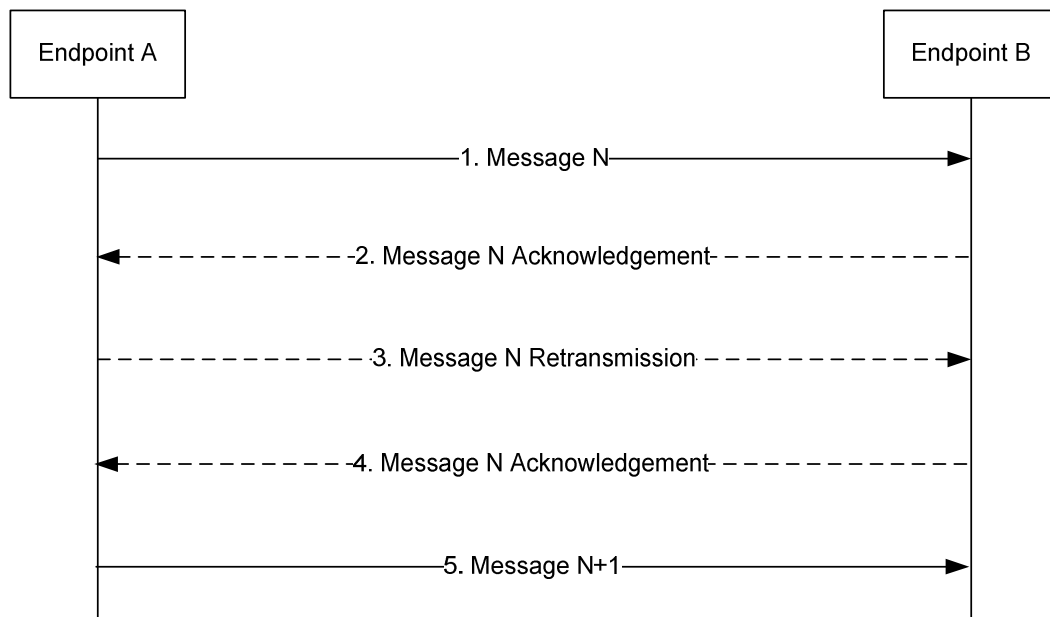 Endpoint A
Endpoint B
1. Message N
2. Message N Acknowledgement
3. Message N Retransmission
4. Message N Acknowledgement
5. Message N+1